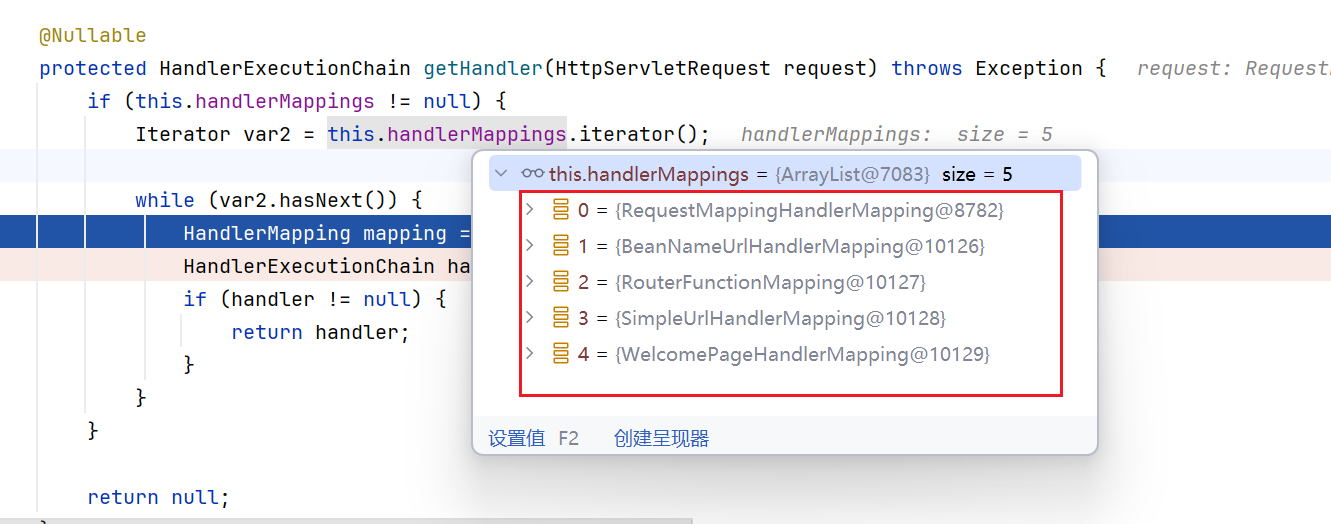 @Nullable
protected HandlerExecutionChain getHandler(HttpServletRequest request) throws Exception { request: Request
if (this.handlerMappings != null) {
Iterator var2 = this.handlerMappings.iterator(); handlerMappings: size = 5
this.handlerMappings = {ArrayList@7083} size = 5
while (var2.hasNext()) {
0 = {RequestMappingHandlerMapping@8782}
HandlerMapping mapping =
1 = {BeanNameUrlHandlerMapping@10126}
HandlerExecutionChain ha
2 = {RouterFunctionMapping@10127}
if (handler != null) {
3 = {SimpleUrlHandlerMapping@10128}
return handler;
4 = {WelcomePageHandlerMapping@10129}
}
}
}
设置值 F2 创建呈现器
return null;